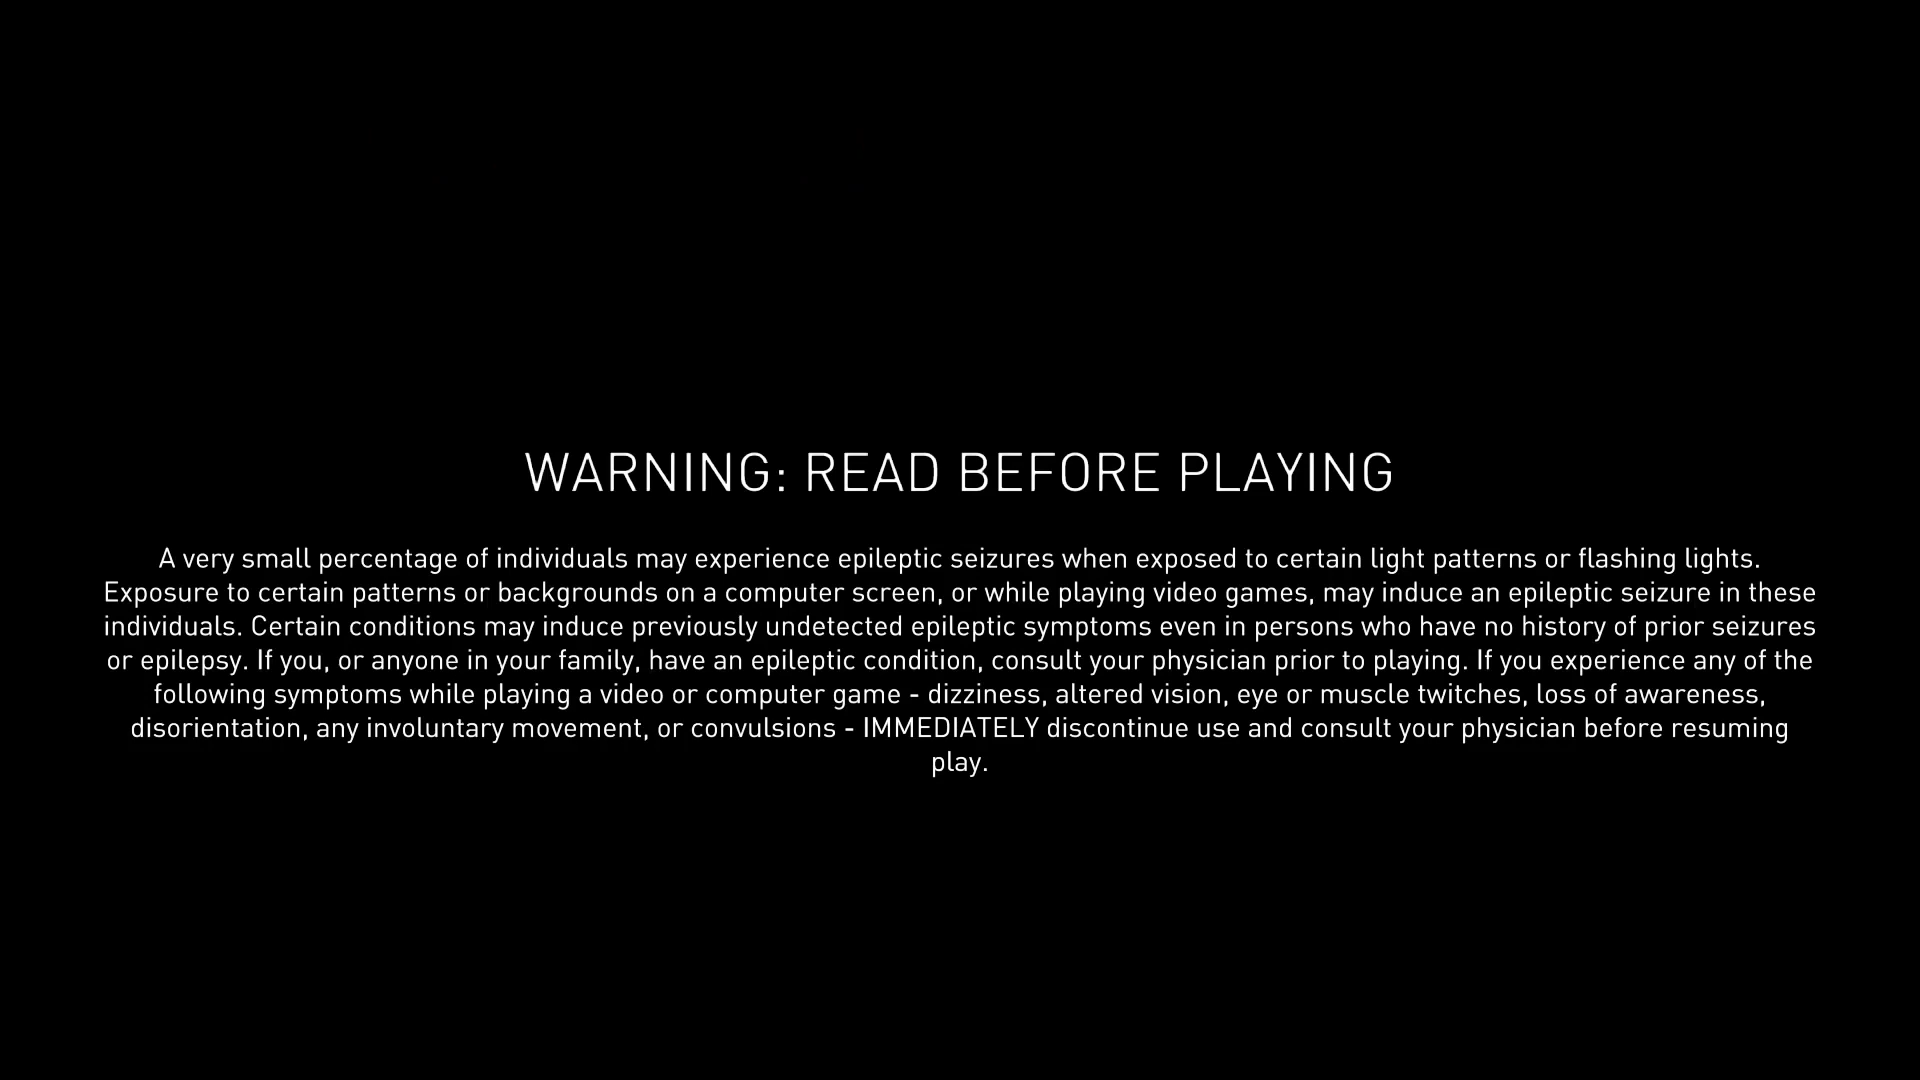 WARNING: READ BEFORE PLAYING
A very small percentage of individuals may experience epileptic seizures when exposed to certain light patterns or flashing lights.
Exposure to certain patterns or backgrounds on a computer screen, or while playing video games, may induce an epileptic seizure in these
individuals. Certain conditions may induce previously undetected epileptic symptoms even in persons who have no history of prior seizures
or epilepsy. If you, or anyone in your family, have an epileptic condition, consult your physician prior to playing. If you experience any of the
following symptoms while playing a video or computer game - dizziness, altered vision, eye or muscle twitches, loss of awareness,
disorientation, any involuntary movement, or convulsions - IMMEDIATELY discontinue use and consult your physician before resuming
play.